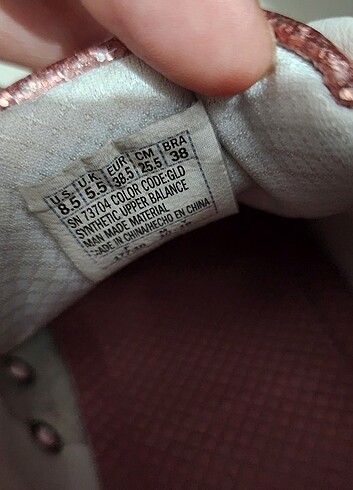 US UK EUR CM BRA
8.5 5.5 38.5 25.5 38
SN 73704 COLOR CODE:GLD
SYNTHETIC UPPER BALANCE
MAN MADE MATERIAL
MADE IN CHINA/HECHO EN CHINA